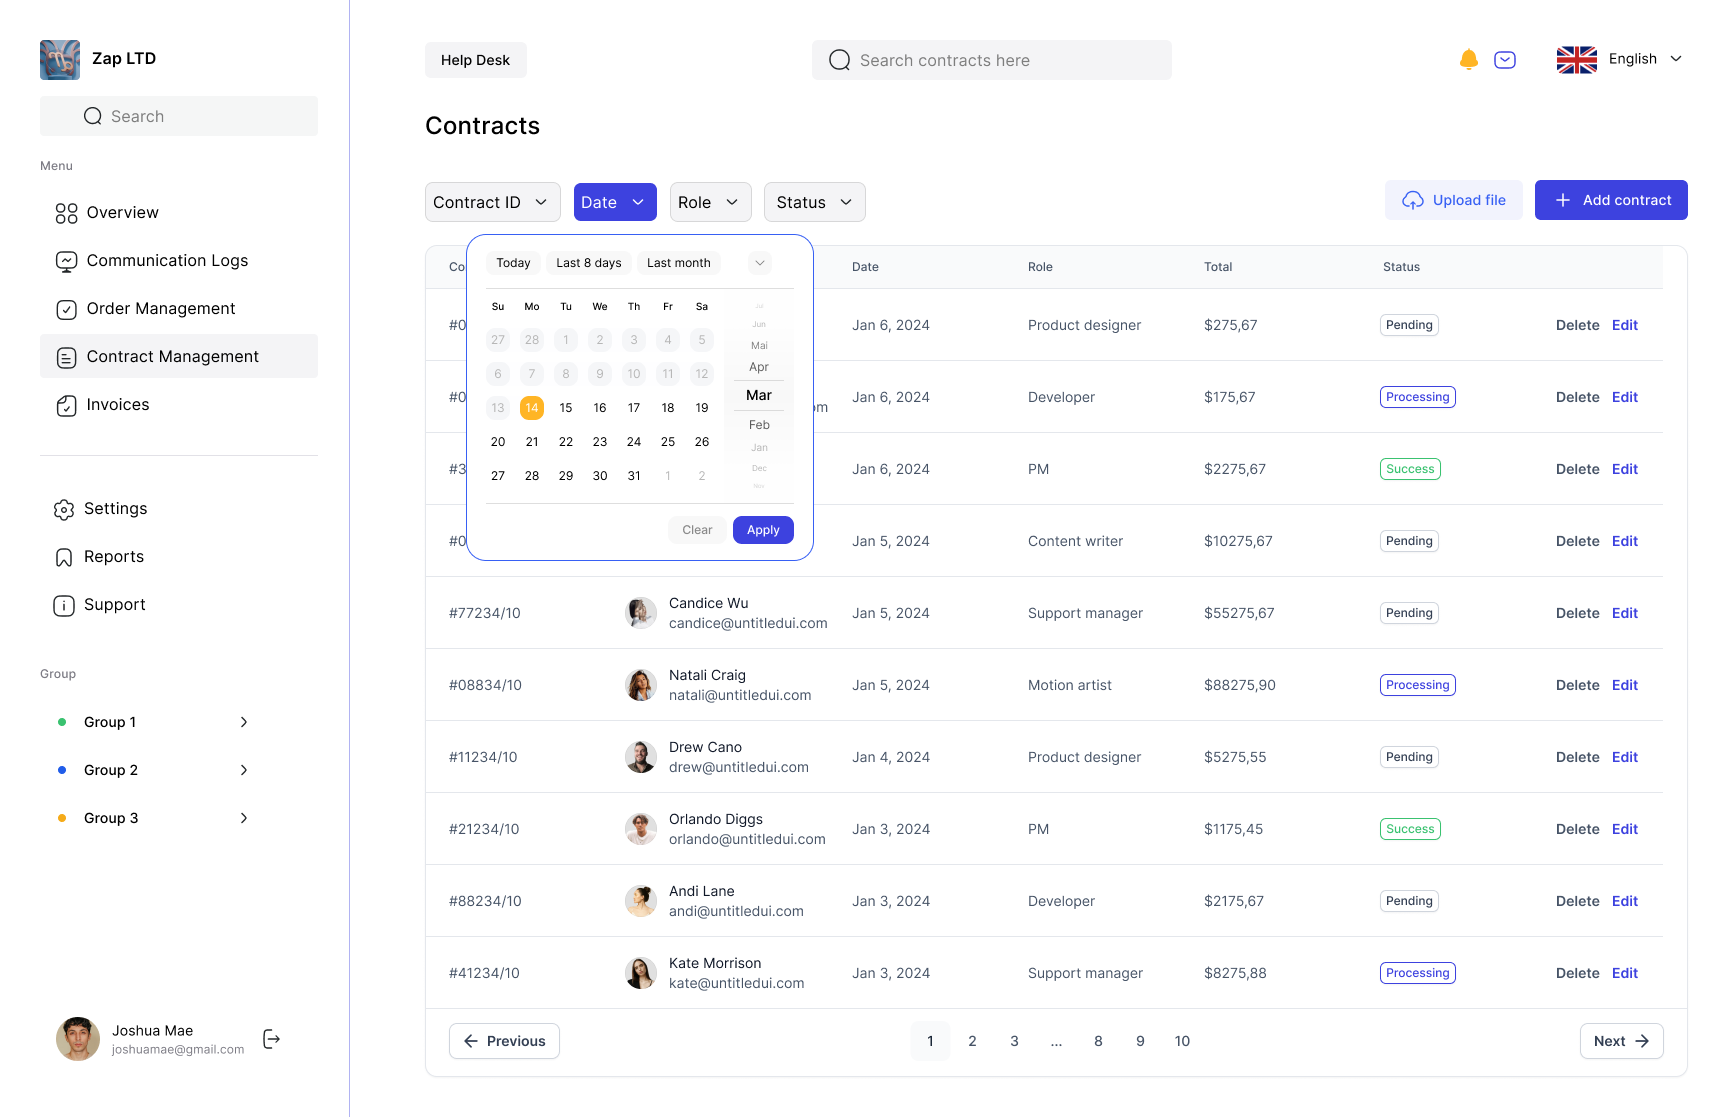 Zap LTD
Search
Menu
Overview
Communication Logs
Order Management
Contract Management
Invoices
Settings
Reports
Support
Group
Group 1
Group 2
Group 3
Joshua Mae
joshuamae@gmail.com
Help Desk
Search contracts here
English
Contracts
Contract ID
Date
Role
Status
Upload file
Add contract
Co Date Role Total Status
Today Last 8 days Last month
Su Mo Tu We Th Fr Sa
27 28 1 2 3 4 5
6 7 8 9 10 11 12
13 14 15 16 17 18 19
20 21 22 23 24 25 26
27 28 29 30 31 1 2
Jul
Jun
Mai
Apr
Mar
Feb
Jan
Dec
Nov
Clear Apply
#0 Jan 6, 2024 Product designer $275,67 Pending Delete Edit
#0 om Jan 6, 2024 Developer $175,67 Processing Delete Edit
#3 Jan 6, 2024 PM $2275,67 Success Delete Edit
#0 Jan 5, 2024 Content writer $10275,67 Pending Delete Edit
#77234/10 Candice Wu
candice@untitledui.com Jan 5, 2024 Support manager $55275,67 Pending Delete Edit
#08834/10 Natali Craig
natali@untitledui.com Jan 5, 2024 Motion artist $88275,90 Processing Delete Edit
#11234/10 Drew Cano
drew@untitledui.com Jan 4, 2024 Product designer $5275,55 Pending Delete Edit
#21234/10 Orlando Diggs
orlando@untitledui.com Jan 3, 2024 PM $1175,45 Success Delete Edit
#88234/10 Andi Lane
andi@untitledui.com Jan 3, 2024 Developer $2175,67 Pending Delete Edit
#41234/10 Kate Morrison
kate@untitledui.com Jan 3, 2024 Support manager $8275,88 Processing Delete Edit
Previous 1 2 3 ... 8 9 10 Next